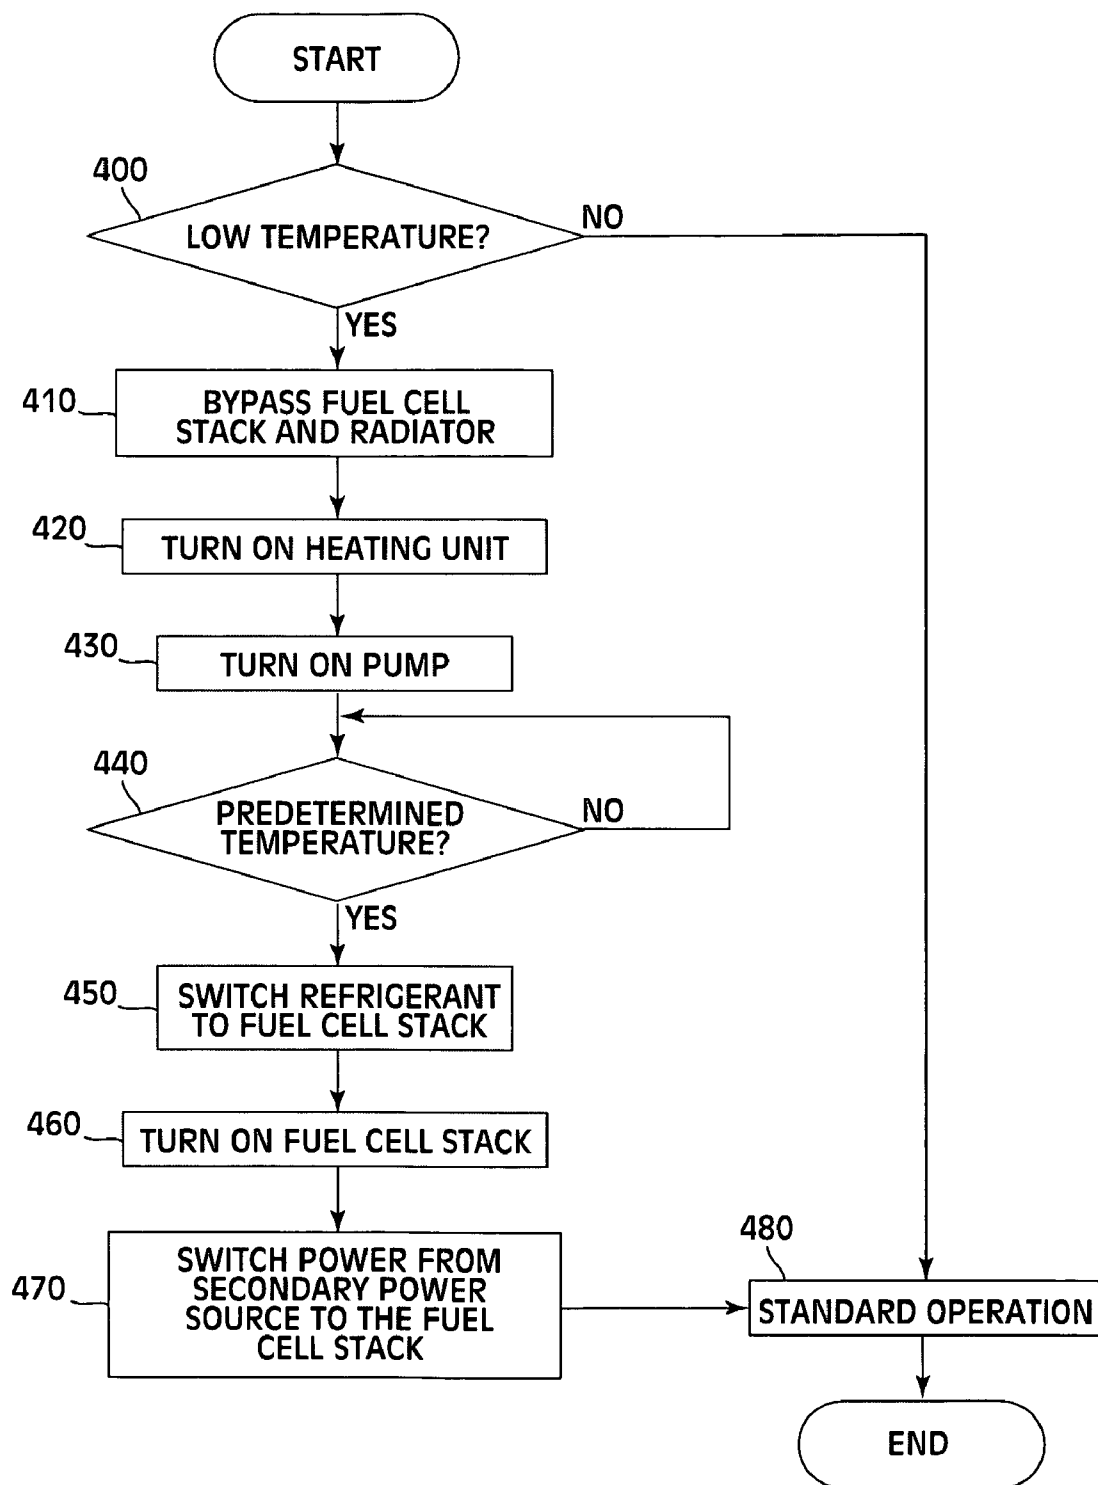 START
400
LOW TEMPERATURE?
NO
YES
410
BYPASS FUEL CELL
STACK AND RADIATOR
420
TURN ON HEATING UNIT
430
TURN ON PUMP
440
PREDETERMINED
TEMPERATURE?
NO
YES
450
SWITCH REFRIGERANT
TO FUEL CELL STACK
460
TURN ON FUEL CELL STACK
470
SWITCH POWER FROM
SECONDARY POWER
SOURCE TO THE FUEL
CELL STACK
480
STANDARD OPERATION
END